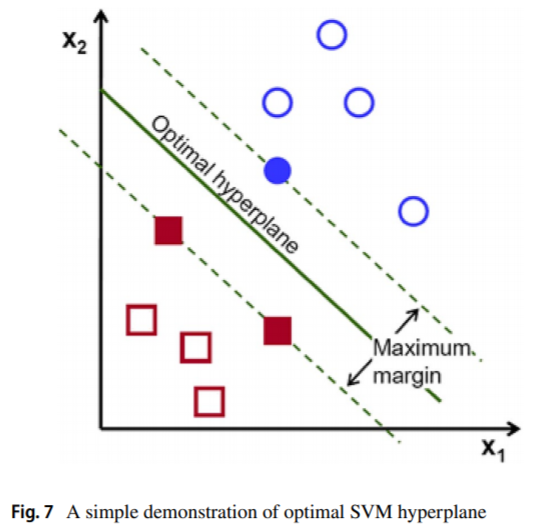 X2
Optimal hyperplane
Maximum
margin
X1
Fig. 7 A simple demonstration of optimal SVM hyperplane